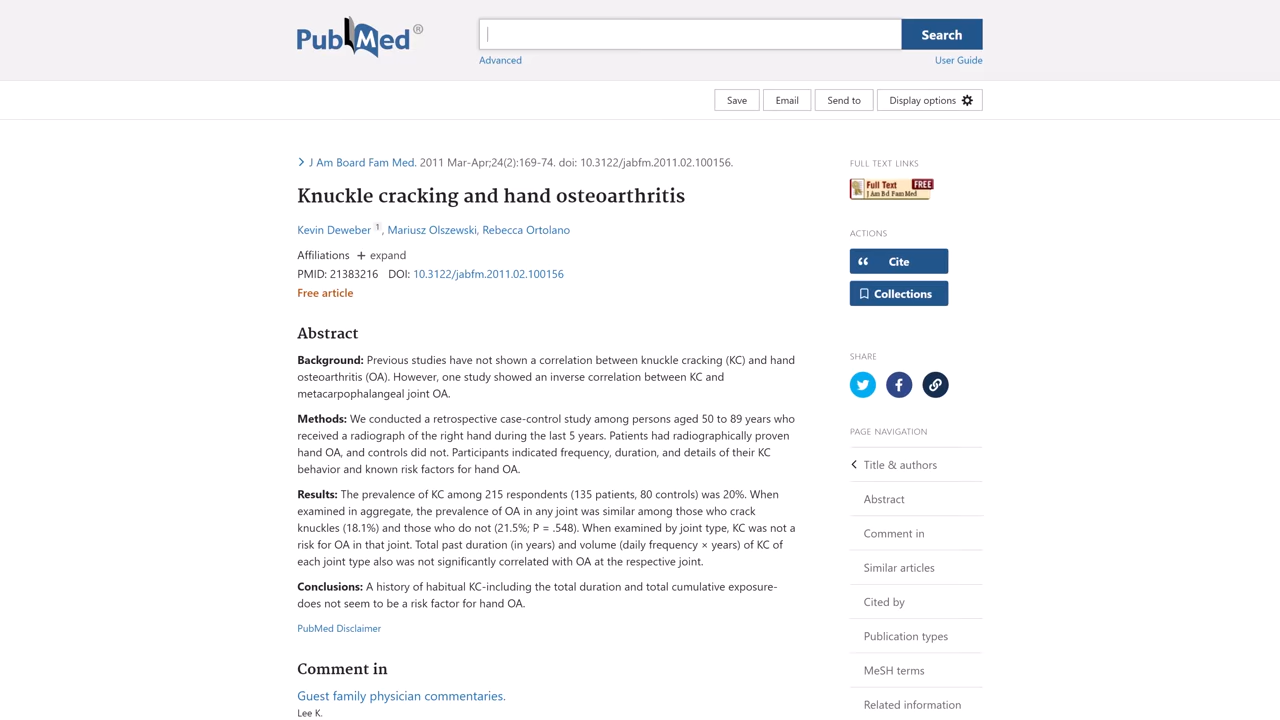 PubMed®
Search
Advanced
User Guide
Save
Email
Send to
Display options
J Am Board Fam Med. 2011 Mar-Apr;24(2):169-74. doi: 10.3122/jabfm.2011.02.100156.
Knuckle cracking and hand osteoarthritis
Kevin Deweber 1, Mariusz Olszewski, Rebecca Ortolano
Affiliations + expand
PMID: 21383216 DOI: 10.3122/jabfm.2011.02.100156
Free article
Abstract
Background: Previous studies have not shown a correlation between knuckle cracking (KC) and hand
osteoarthritis (OA). However, one study showed an inverse correlation between KC and
metacarpophalangeal joint OA.
Methods: We conducted a retrospective case-control study among persons aged 50 to 89 years who
received a radiograph of the right hand during the last 5 years. Patients had radiographically proven
hand OA, and controls did not. Participants indicated frequency, duration, and details of their KC
behavior and known risk factors for hand OA.
Results: The prevalence of KC among 215 respondents (135 patients, 80 controls) was 20%. When
examined in aggregate, the prevalence of OA in any joint was similar among those who crack
knuckles (18.1%) and those who do not (21.5%; P = .548). When examined by joint type, KC was not a
risk for OA in that joint. Total past duration (in years) and volume (daily frequency × years) of KC of
each joint type also was not significantly correlated with OA at the respective joint.
Conclusions: A history of habitual KC-including the total duration and total cumulative exposure-
does not seem to be a risk factor for hand OA.
PubMed Disclaimer
Comment in
Guest family physician commentaries.
Lee K.
FULL TEXT LINKS
Full Text FREE
J Am Bd Fam Med
ACTIONS
Cite
Collections
SHARE
PAGE NAVIGATION
Title & authors
Abstract
Comment in
Similar articles
Cited by
Publication types
MeSH terms
Related information